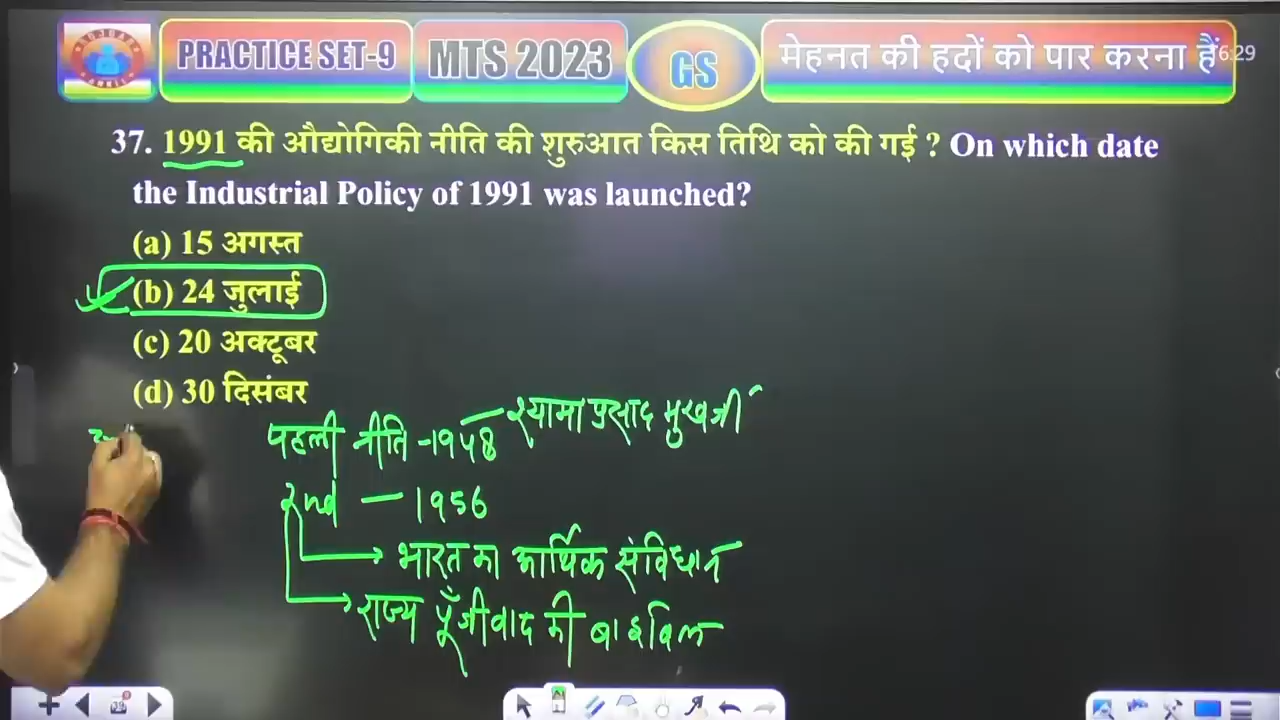 PRACTICE SET-9 MTS 2023 GS मेहनत की हदों को पार करना हैं 16:29
37. 1991 की औद्योगिकी नीति की शुरुआत किस तिथि को की गई ? On which date
the Industrial Policy of 1991 was launched?
(a) 15 अगस्त
(b) 24 जुलाई
(c) 20 अक्टूबर
(d) 30 दिसंबर
पहली नीति - 1948 श्यामा प्रसाद मुखर्जी
2nd — 1956
भारत का आर्थिक संविधान
राज्य पूँजीवाद की बाइबिल